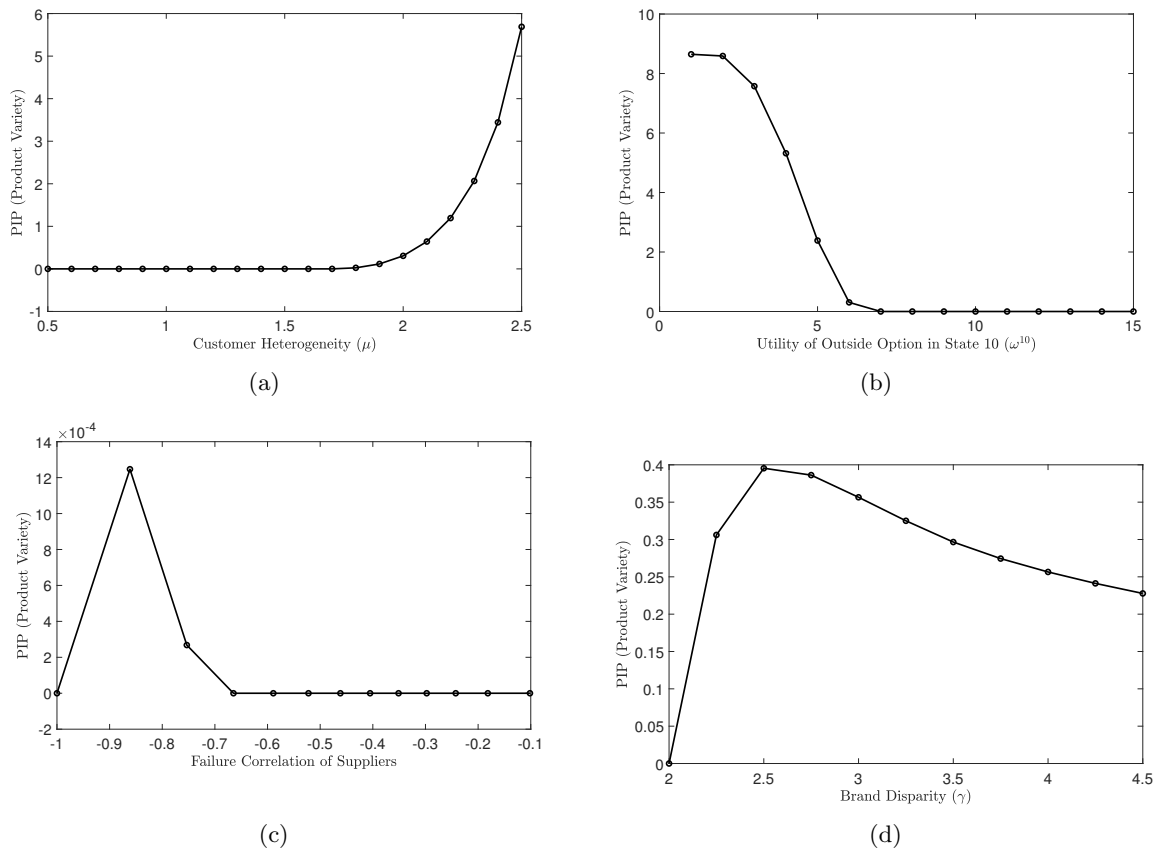 6
5
4
3
2
1
0
-1
PIP (Product Variety)
0.5 1 1.5 2 2.5
Customer Heterogeneity (μ)
(a)
10
8
6
4
2
0
PIP (Product Variety)
0 5 10 15
Utility of Outside Option in State 10 (ω¹⁰)
(b)
×10⁻⁴
14
12
10
8
6
4
2
0
-2
PIP (Product Variety)
-1 -0.9 -0.8 -0.7 -0.6 -0.5 -0.4 -0.3 -0.2 -0.1
Failure Correlation of Suppliers
(c)
0.4
0.35
0.3
0.25
0.2
0.15
0.1
0.05
0
PIP (Product Variety)
2 2.5 3 3.5 4 4.5
Brand Disparity (γ)
(d)